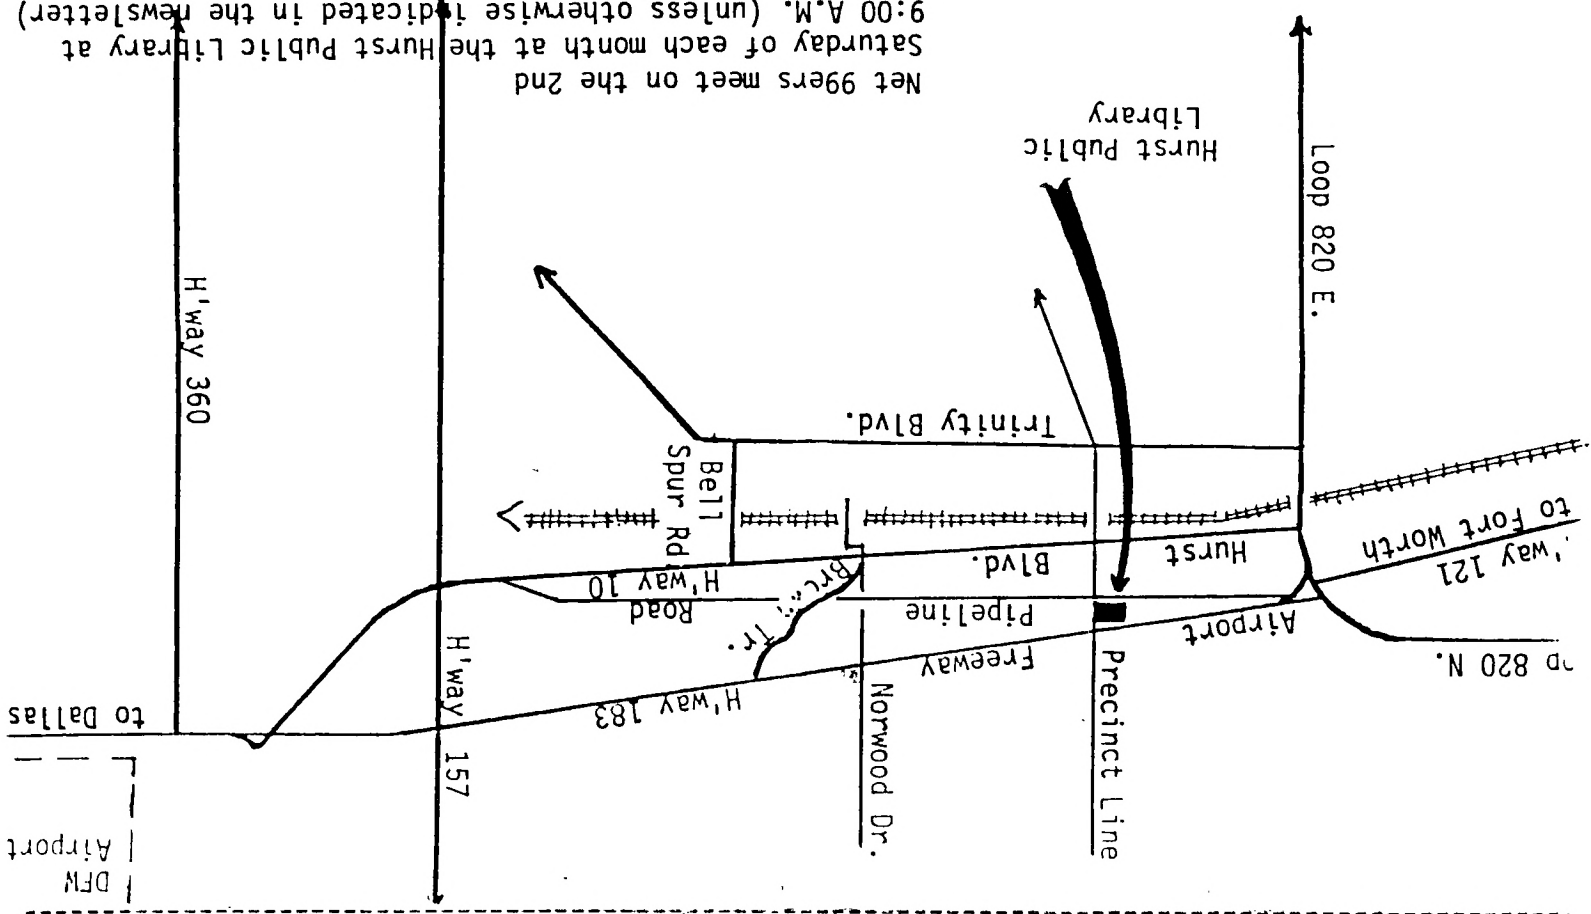 DFW
Airport
to Dallas
H'way 360
H'way 157
H'way 183
Freeway
Airport
820 N.
'way 121
to Fort Worth
Norwood Dr.
Precinct Line
Pipeline
Road
Tr.
H'way 10
Hurst
Blvd.
Bell
Spur Rd.
Trinity Blvd.
Loop 820 E.
Hurst Public
Library
Net 99ers meet on the 2nd
Saturday of each month at the Hurst Public Library at
9:00 A.M. (unless otherwise indicated in the newsletter)